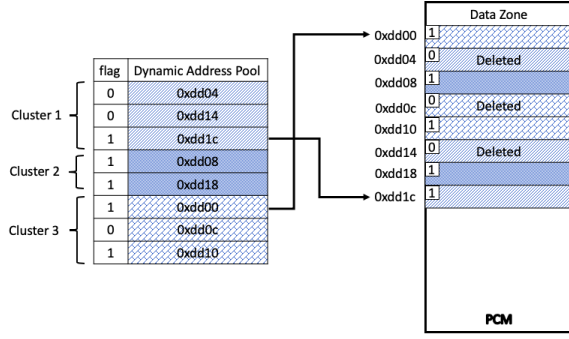 Data Zone
0xdd00 1
0xdd04 0 Deleted
0xdd08 1
0xdd0c 0 Deleted
0xdd10 1
0xdd14 0 Deleted
0xdd18 1
0xdd1c 1
PCM
flag Dynamic Address Pool
Cluster 1
0 0xdd04
0 0xdd14
1 0xdd1c
Cluster 2
1 0xdd08
1 0xdd18
Cluster 3
1 0xdd00
0 0xdd0c
1 0xdd10